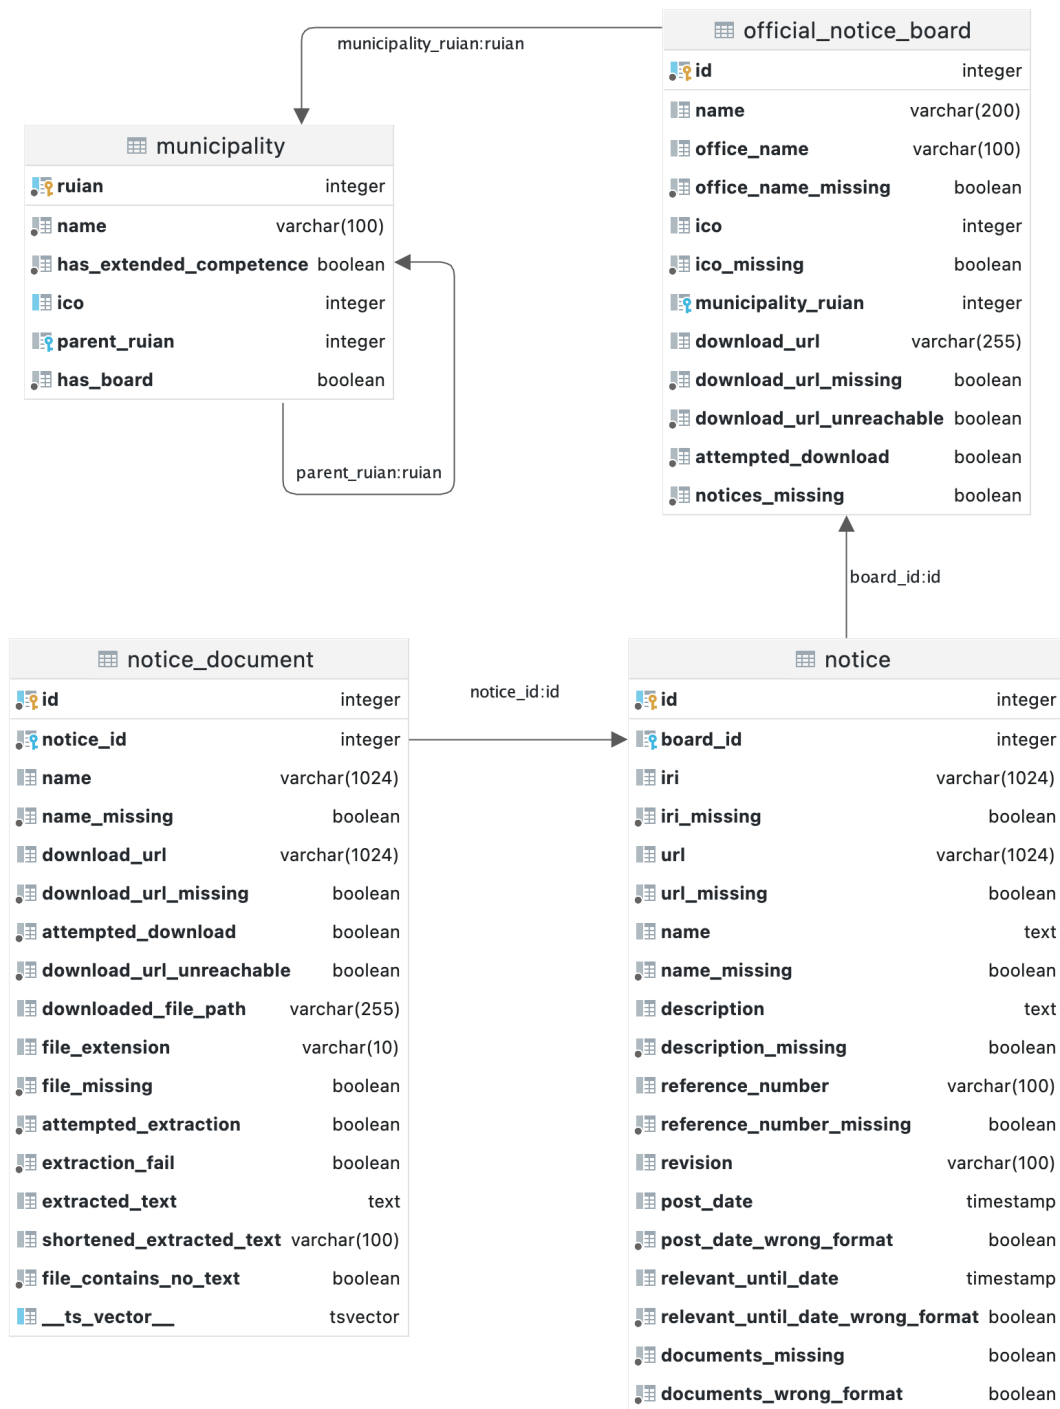 municipality_ruian:ruian
official_notice_board
id integer
name varchar(200)
office_name varchar(100)
office_name_missing boolean
ico integer
ico_missing boolean
municipality_ruian integer
download_url varchar(255)
download_url_missing boolean
download_url_unreachable boolean
attempted_download boolean
notices_missing boolean
municipality
ruian integer
name varchar(100)
has_extended_competence boolean
ico integer
parent_ruian integer
has_board boolean
parent_ruian:ruian
board_id:id
notice_document
id integer
notice_id integer
name varchar(1024)
name_missing boolean
download_url varchar(1024)
download_url_missing boolean
attempted_download boolean
download_url_unreachable boolean
downloaded_file_path varchar(255)
file_extension varchar(10)
file_missing boolean
attempted_extraction boolean
extraction_fail boolean
extracted_text text
shortened_extracted_text varchar(100)
file_contains_no_text boolean
__ts_vector__ tsvector
notice_id:id
notice
id integer
board_id integer
iri varchar(1024)
iri_missing boolean
url varchar(1024)
url_missing boolean
name text
name_missing boolean
description text
description_missing boolean
reference_number varchar(100)
reference_number_missing boolean
revision varchar(100)
post_date timestamp
post_date_wrong_format boolean
relevant_until_date timestamp
relevant_until_date_wrong_format boolean
documents_missing boolean
documents_wrong_format boolean